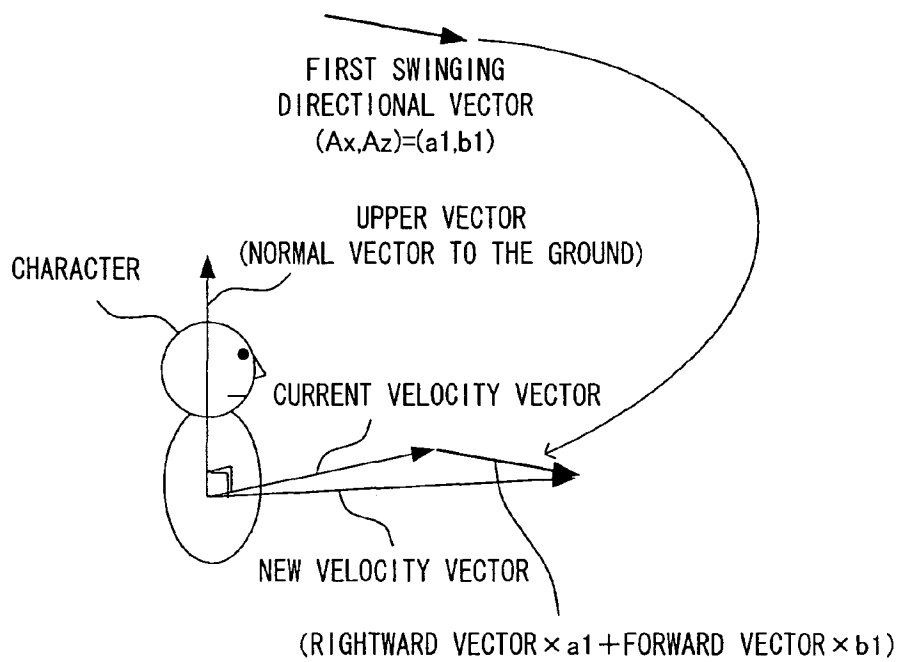 FIRST SWINGING
DIRECTIONAL VECTOR
(Ax,Az)=(a1,b1)
UPPER VECTOR
(NORMAL VECTOR TO THE GROUND)
CHARACTER
CURRENT VELOCITY VECTOR
NEW VELOCITY VECTOR
(RIGHTWARD VECTOR×a1+FORWARD VECTOR×b1)